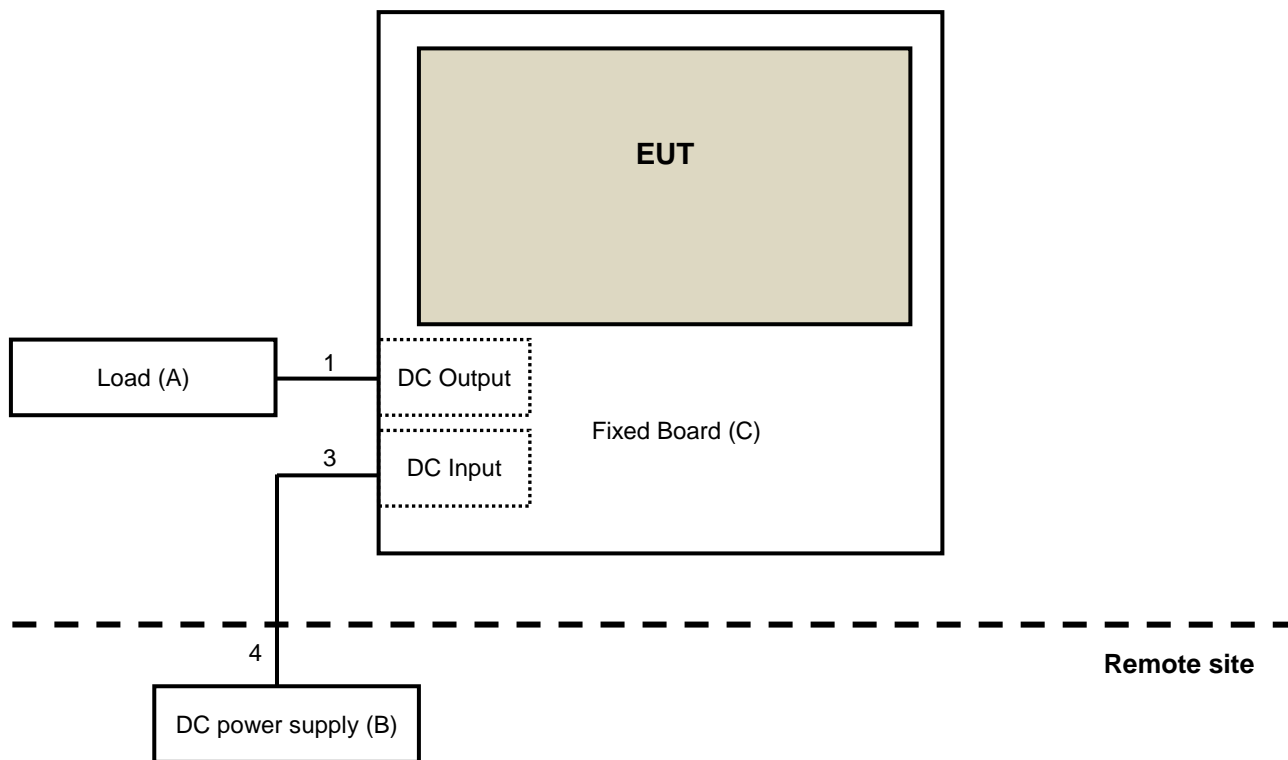 EUT
Load (A)
1
DC Output
Fixed Board (C)
3
DC Input
4
Remote site
DC power supply (B)